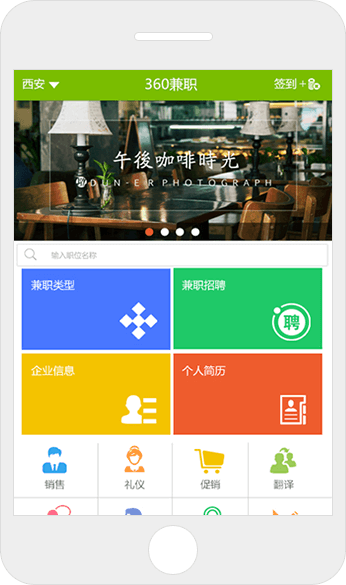 西安
360兼职
签到+
午後咖啡時光
BY DUN-ER PHOTOGRAPH
输入职位名称
兼职类型
兼职招聘
聘
企业信息
个人简历
销售
礼仪
促销
翻译